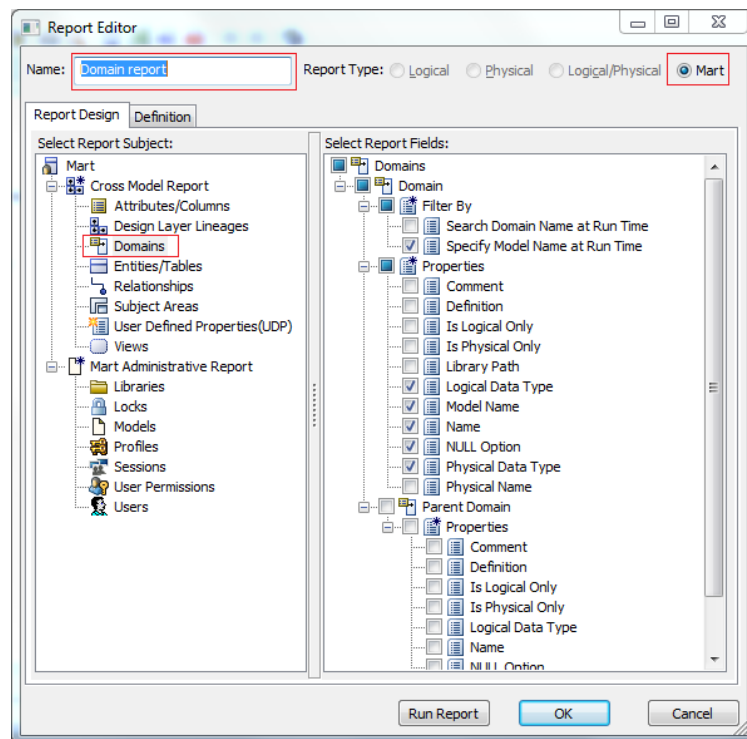 Report Editor
Name: Domain report Report Type: Logical Physical Logical/Physical Mart
Report Design Definition
Select Report Subject:
Mart
Cross Model Report
Attributes/Columns
Design Layer Lineages
Domains
Entities/Tables
Relationships
Subject Areas
User Defined Properties(UDP)
Views
Mart Administrative Report
Libraries
Locks
Models
Profiles
Sessions
User Permissions
Users
Select Report Fields:
Domains
Domain
Filter By
Search Domain Name at Run Time
Specify Model Name at Run Time
Properties
Comment
Definition
Is Logical Only
Is Physical Only
Library Path
Logical Data Type
Model Name
Name
NULL Option
Physical Data Type
Physical Name
Parent Domain
Properties
Comment
Definition
Is Logical Only
Is Physical Only
Logical Data Type
Name
NULL Option
Run Report OK Cancel